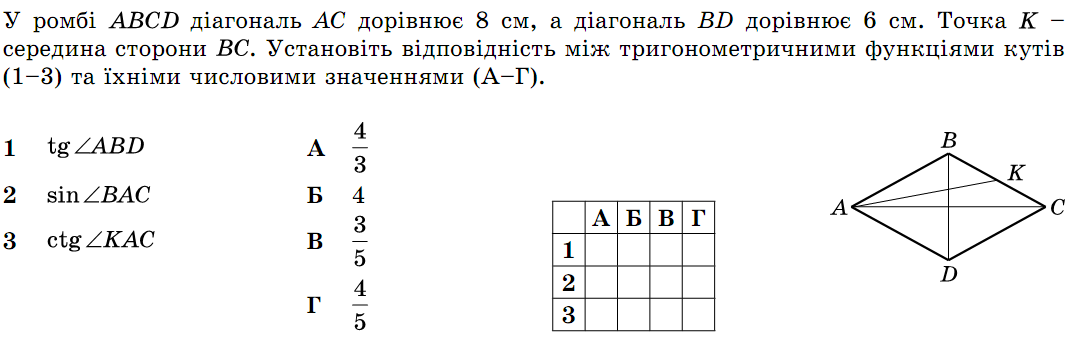 У ромбі ABCD діагональ AC дорівнює 8 см, а діагональ BD дорівнює 6 см. Точка K –
середина сторони BC. Установіть відповідність між тригонометричними функціями кутів
(1–3) та їхніми числовими значеннями (А–Г).
1 tg∠ABD А 4/3
2 sin∠BAC Б 4
3 ctg∠KAC В 3/5
Г 4/5
А Б В Г
1
2
3
B
K
A
C
D